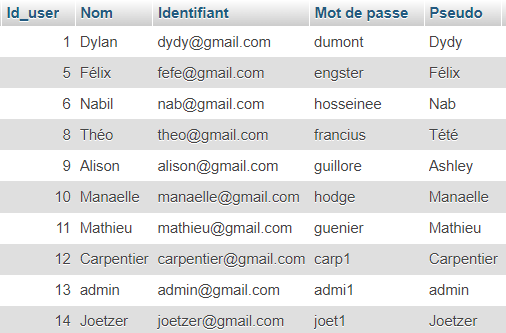 Id_user Nom Identifiant Mot de passe Pseudo
1 Dylan dydy@gmail.com dumont Dydy
5 Félix fefe@gmail.com engster Félix
6 Nabil nab@gmail.com hosseinee Nab
8 Théo theo@gmail.com francius Tété
9 Alison alison@gmail.com guillore Ashley
10 Manaelle manaelle@gmail.com hodge Manaelle
11 Mathieu mathieu@gmail.com guenier Mathieu
12 Carpentier carpentier@gmail.com carp1 Carpentier
13 admin admin@gmail.com admi1 admin
14 Joetzer joetzer@gmail.com joet1 Joetzer